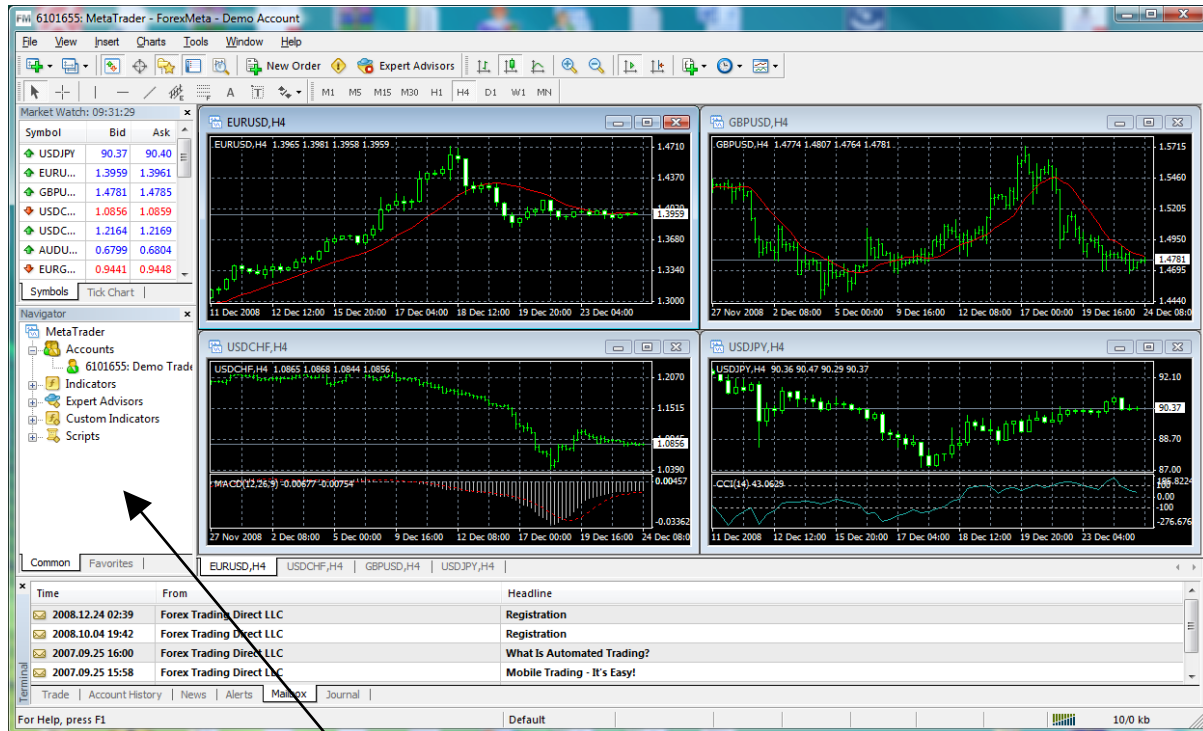 6101655: MetaTrader - ForexMeta - Demo Account
File View Insert Charts Tools Window Help
New Order Expert Advisors
A T M1 M5 M15 M30 H1 H4 D1 W1 MN
Market Watch: 09:31:29
Symbol Bid Ask
USDJPY 90.37 90.40
EURU... 1.3959 1.3961
GBPU... 1.4781 1.4785
USDC... 1.0856 1.0859
USDC... 1.2164 1.2169
AUDU... 0.6799 0.6804
EURG... 0.9441 0.9448
Symbols Tick Chart
Navigator
MetaTrader
Accounts
6101655: Demo Trade
Indicators
Expert Advisors
Custom Indicators
Scripts
Common Favorites
EURUSD,H4
EURUSD,H4 1.3965 1.3981 1.3958 1.3959
1.4710
1.4370
1.3959
1.3680
1.3340
1.3000
11 Dec 2008 12 Dec 12:00 15 Dec 20:00 17 Dec 04:00 18 Dec 12:00 19 Dec 20:00 23 Dec 04:00
GBPUSD,H4
GBPUSD,H4 1.4774 1.4807 1.4764 1.4781
1.5715
1.5460
1.5205
1.4950
1.4781
1.4695
1.4440
27 Nov 2008 2 Dec 08:00 5 Dec 00:00 9 Dec 16:00 12 Dec 08:00 17 Dec 00:00 19 Dec 16:00 24 Dec 08:0
USDCHF,H4
USDCHF,H4 1.0865 1.0868 1.0844 1.0856
1.2070
1.1515
1.0856
1.0390
MACD(12,26,9) -0.00677 -0.00754
0.00457
-0.03362
27 Nov 2008 2 Dec 08:00 5 Dec 00:00 9 Dec 16:00 12 Dec 08:00 17 Dec 00:00 19 Dec 16:00 24 Dec 08:0
USDJPY,H4
USDJPY,H4 90.36 90.47 90.29 90.37
92.10
90.37
88.70
87.00
CCI(14) 43.0629
100
0.00
-100
-276.676
11 Dec 2008 12 Dec 12:00 15 Dec 20:00 17 Dec 04:00 18 Dec 12:00 19 Dec 20:00 23 Dec 04:00
EURUSD,H4 USDCHF,H4 GBPUSD,H4 USDJPY,H4
Time From Headline
2008.12.24 02:39 Forex Trading Direct LLC Registration
2008.10.04 19:42 Forex Trading Direct LLC Registration
2007.09.25 16:00 Forex Trading Direct LLC What Is Automated Trading?
2007.09.25 15:58 Forex Trading Direct LLC Mobile Trading - It's Easy!
Terminal
Trade Account History News Alerts Mailbox Journal
For Help, press F1 Default 10/0 kb